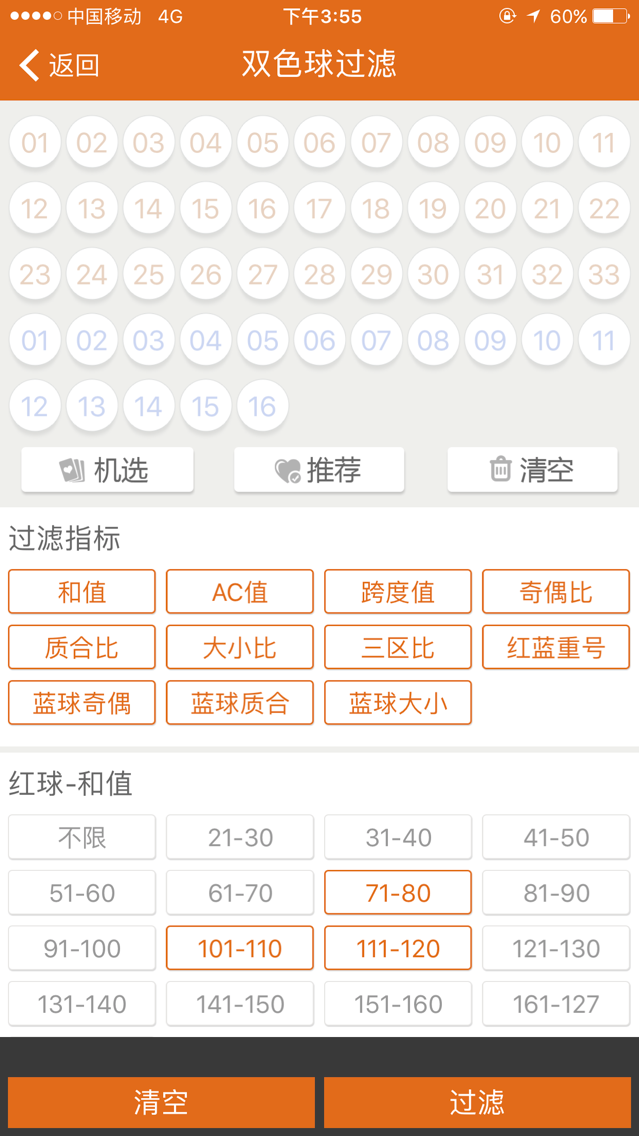 中国移动 4G 下午3:55 60%
返回 双色球过滤
01 02 03 04 05 06 07 08 09 10 11
12 13 14 15 16 17 18 19 20 21 22
23 24 25 26 27 28 29 30 31 32 33
01 02 03 04 05 06 07 08 09 10 11
12 13 14 15 16
机选 推荐 清空
过滤指标
和值 AC值 跨度值 奇偶比
质合比 大小比 三区比 红蓝重号
蓝球奇偶 蓝球质合 蓝球大小
红球-和值
不限 21-30 31-40 41-50
51-60 61-70 71-80 81-90
91-100 101-110 111-120 121-130
131-140 141-150 151-160 161-127
清空 过滤